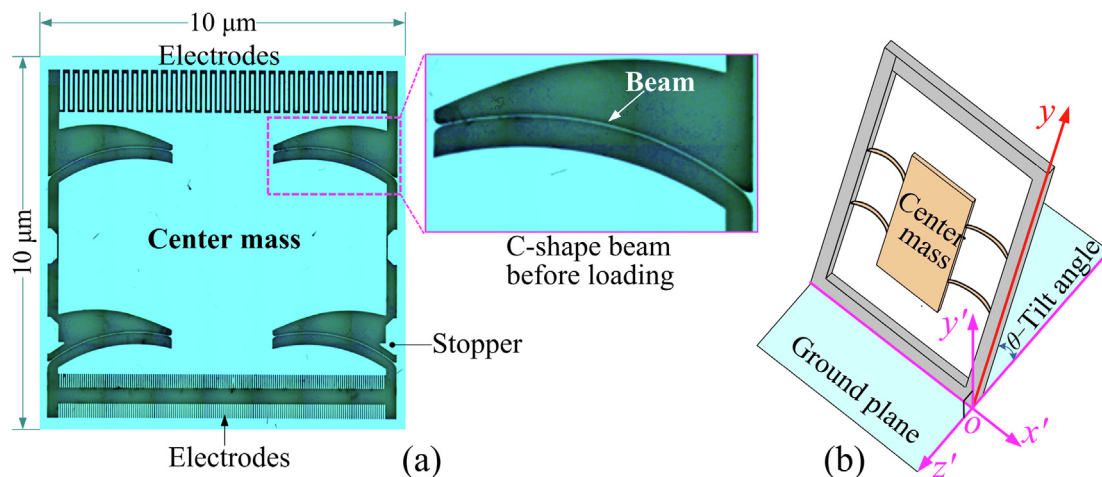 10 μm
Electrodes
10 μm
Center mass
Stopper
Electrodes
(a)
Beam
C-shape beam
before loading
y
Center
mass
y′
θ-Tilt angle
Ground plane
o
x′
z′
(b)